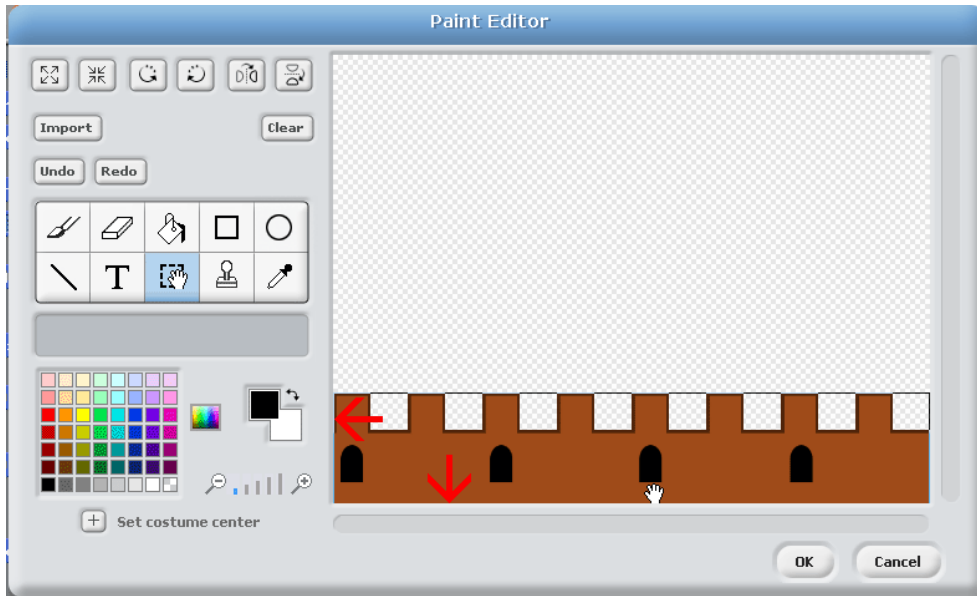 Paint Editor
Import
Clear
Undo
Redo
T
Set costume center
OK
Cancel